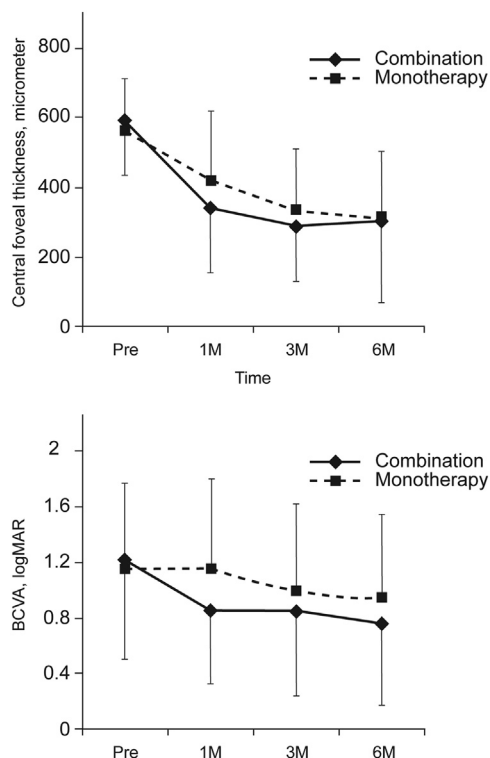 Central foveal thickness, micrometer
800
600
400
200
0
Combination
Monotherapy
Pre 1M 3M 6M
Time
BCVA, logMAR
2
1.6
1.2
0.8
0.4
0
Combination
Monotherapy
Pre 1M 3M 6M